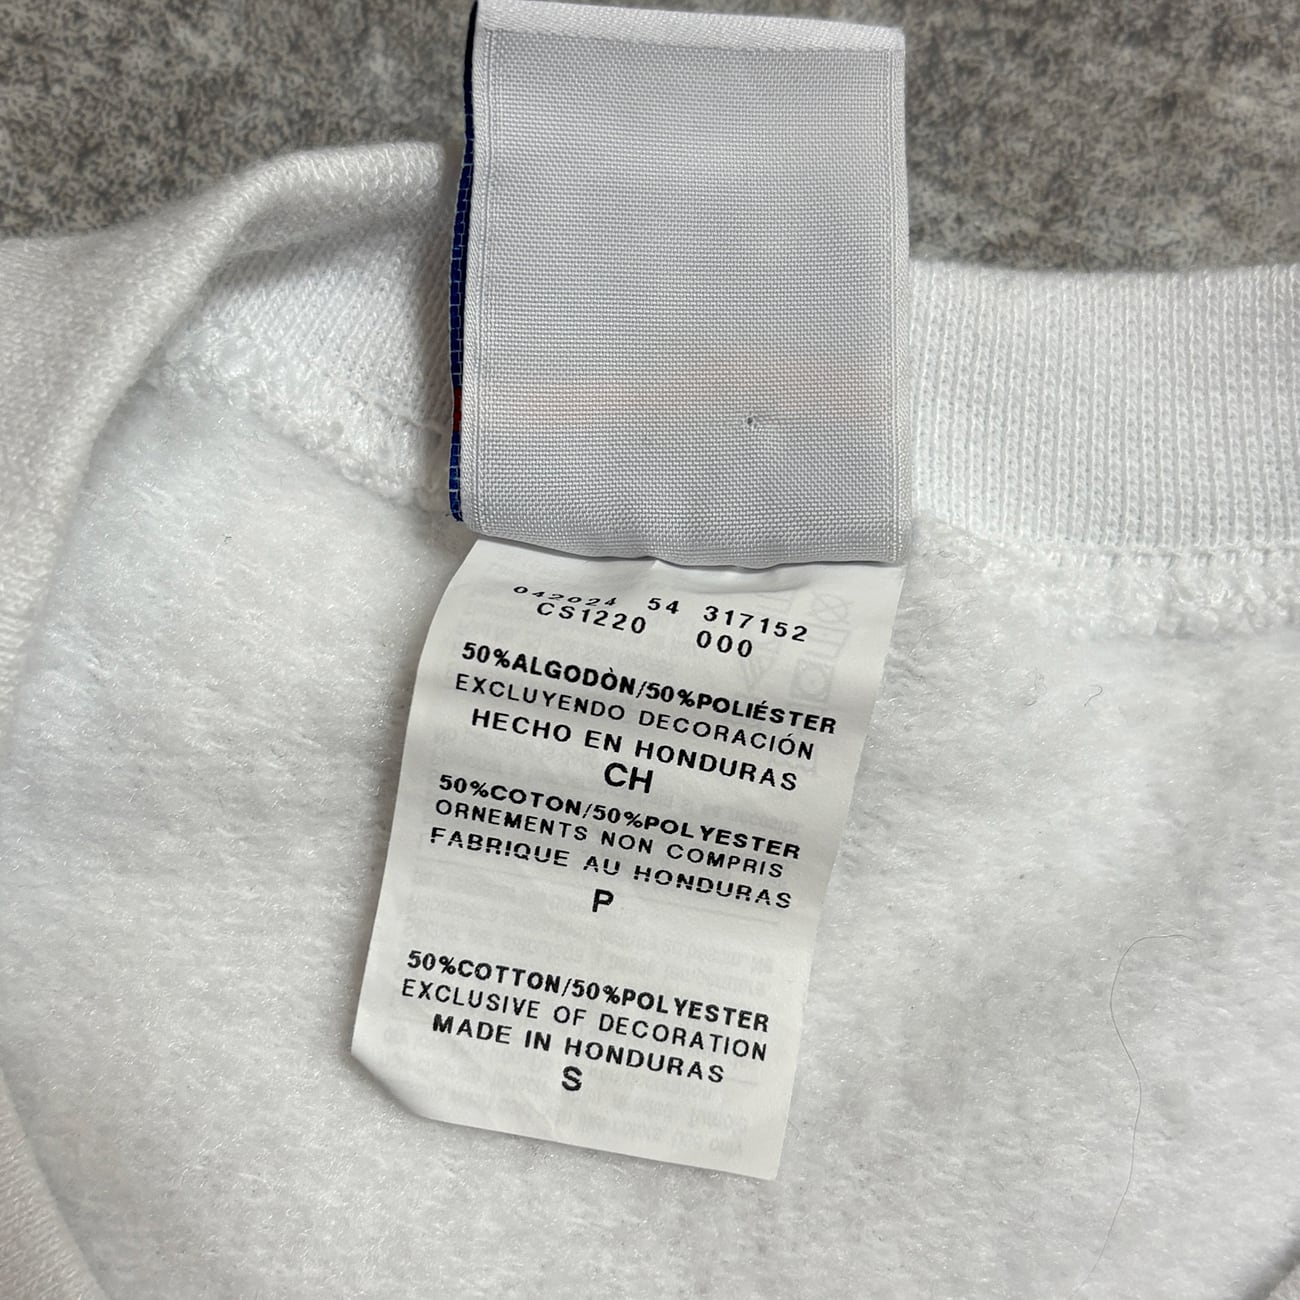 042024 54 317152
CS1220 000
50%ALGODÒN/50%POLIÉSTER
EXCLUYENDO DECORACIÓN
HECHO EN HONDURAS
CH
50%COTON/50%POLYESTER
ORNEMENTS NON COMPRIS
FABRIQUE AU HONDURAS
P
50%COTTON/50%POLYESTER
EXCLUSIVE OF DECORATION
MADE IN HONDURAS
S